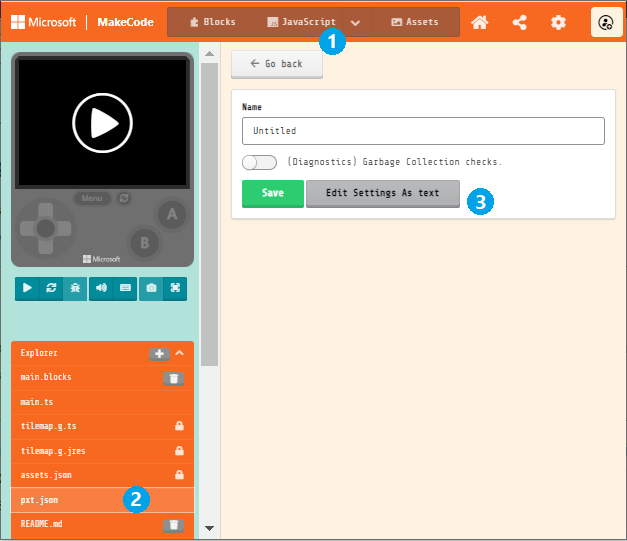 Microsoft | MakeCode
Blocks
JavaScript
Assets
1
Go back
Name
Untitled
(Diagnostics) Garbage Collection checks.
Save
Edit Settings As text
3
Menu
A
B
Microsoft
Explorer
main.blocks
main.ts
tilemap.g.ts
tilemap.g.jres
assets.json
pxt.json
2
README.md